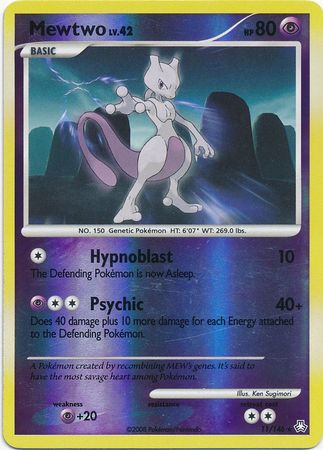 Mewtwo LV.42 HP 80
BASIC
NO. 150 Genetic Pokémon HT: 6'07" WT: 269.0 lbs.
Hypnoblast 10
The Defending Pokémon is now Asleep.
Psychic 40+
Does 40 damage plus 10 more damage for each Energy attached
to the Defending Pokémon.
A Pokémon created by recombining MEW's genes. It's said to
have the most savage heart among Pokémon.
Illus. Ken Sugimori
weakness resistance retreat cost
+20
©2008 Pokémon/Nintendo 11/146 ★